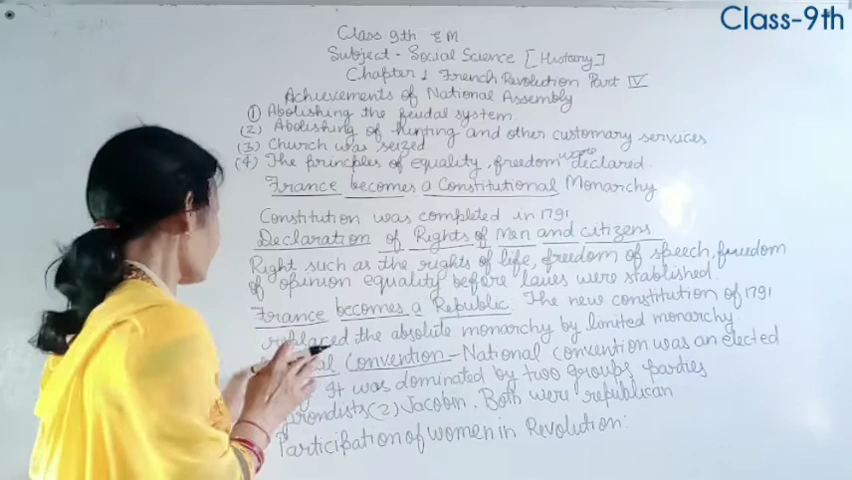 Class-9th
Class 9th EM
Subject - Social Science [History]
Chapter 1 French Revolution Part IV
Achievements of National Assembly
(1) Abolishing the feudal system.
(2) Abolishing of hunting and other customary services
(3) Church was seized
(4) The principles of equality, freedom were declared.
France becomes a Constitutional Monarchy
Constitution was completed in 1791
Declaration of Rights of Men and citizens
Right such as the rights of life, freedom of speech, freedom
of opinion equality before laws were stablished.
France becomes a Republic. The new constitution of 1791
replaced the absolute monarchy by limited monarchy.
Convention - National convention was an elected
It was dominated by two groups, parties
Girondists (2) Jacobin. Both were republican
Participation of women in Revolution: